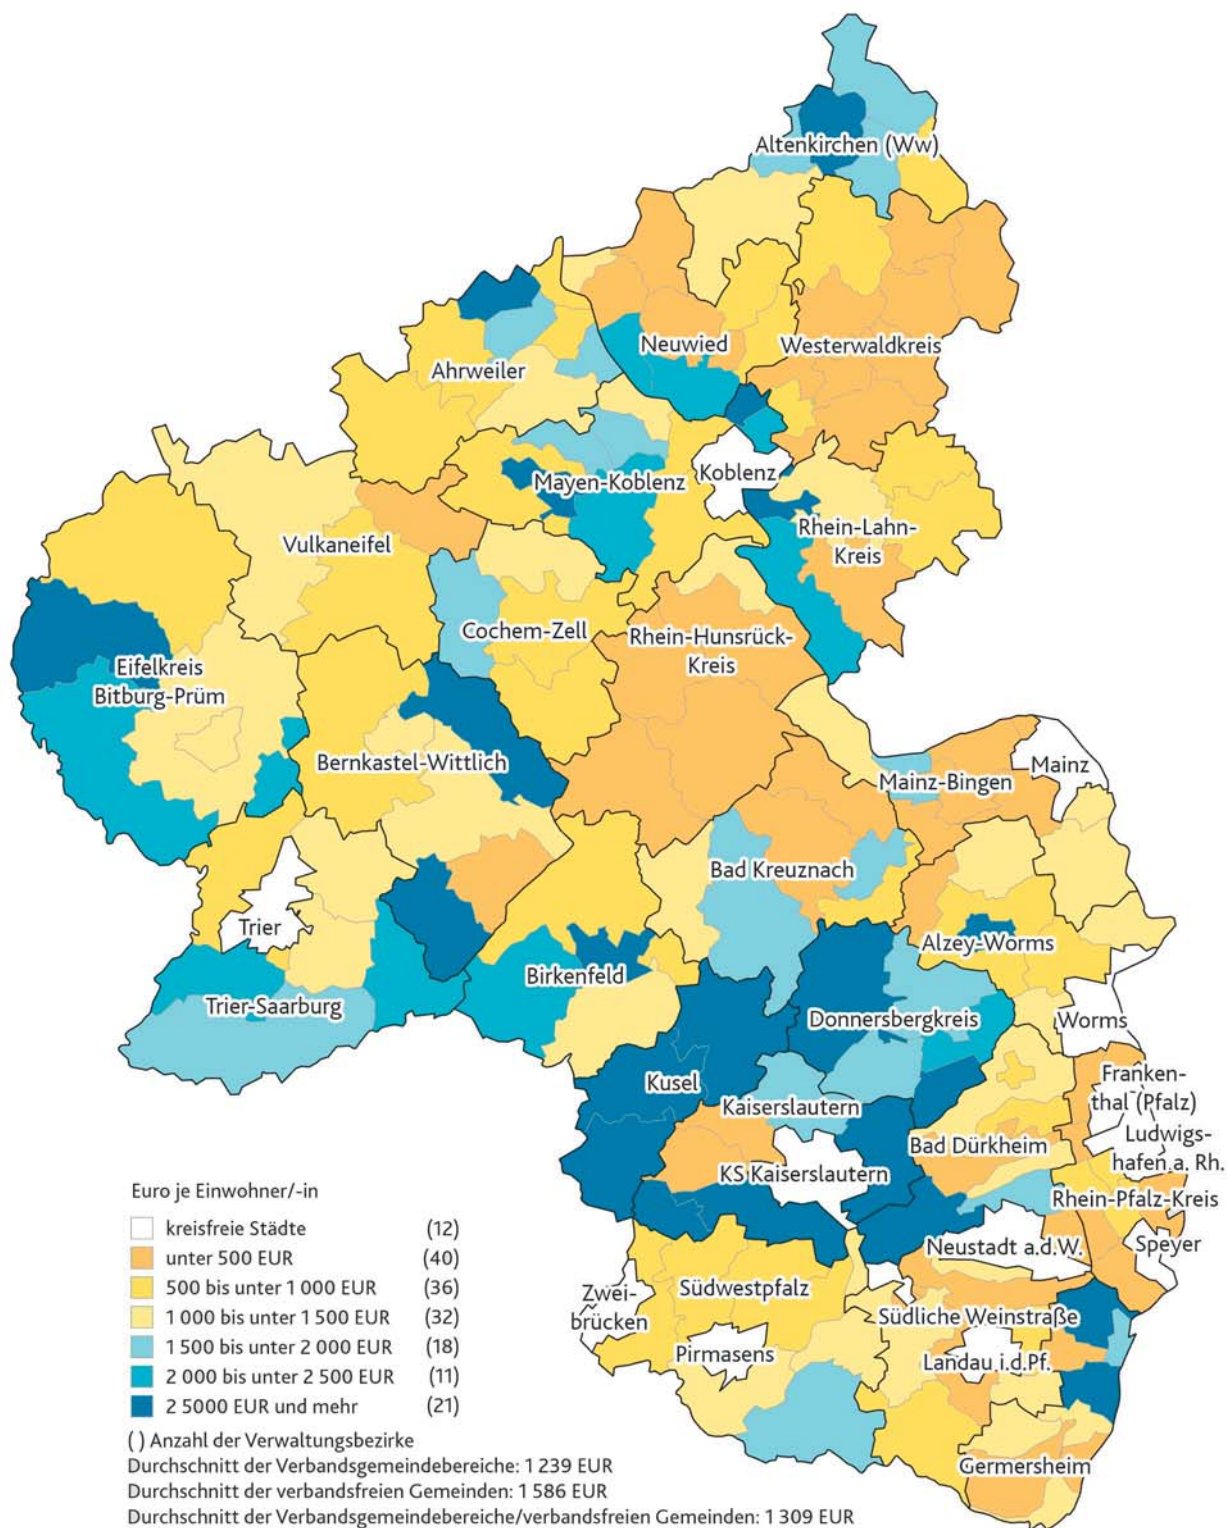 Altenkirchen (Ww)
Neuwied
Westerwaldkreis
Ahrweiler
Koblenz
Mayen-Koblenz
Rhein-Lahn-
Kreis
Vulkaneifel
Cochem-Zell
Rhein-Hunsrück-
Kreis
Eifelkreis
Bitburg-Prüm
Bernkastel-Wittlich
Mainz
Mainz-Bingen
Bad Kreuznach
Trier
Alzey-Worms
Birkenfeld
Trier-Saarburg
Donnersbergkreis
Worms
Kusel
Kaiserslautern
Franken-
thal (Pfalz)
Ludwigs-
hafen a. Rh.
Bad Dürkheim
KS Kaiserslautern
Rhein-Pfalz-Kreis
Neustadt a.d.W.
Speyer
Zwei-
brücken
Südwestpfalz
Südliche Weinstraße
Pirmasens
Landau i.d.Pf.
Germersheim
Euro je Einwohner/-in
kreisfreie Städte (12)
unter 500 EUR (40)
500 bis unter 1 000 EUR (36)
1 000 bis unter 1 500 EUR (32)
1 500 bis unter 2 000 EUR (18)
2 000 bis unter 2 500 EUR (11)
2 5000 EUR und mehr (21)
( ) Anzahl der Verwaltungsbezirke
Durchschnitt der Verbandsgemeindebereiche: 1 239 EUR
Durchschnitt der verbandsfreien Gemeinden: 1 586 EUR
Durchschnitt der Verbandsgemeindebereiche/verbandsfreien Gemeinden: 1 309 EUR